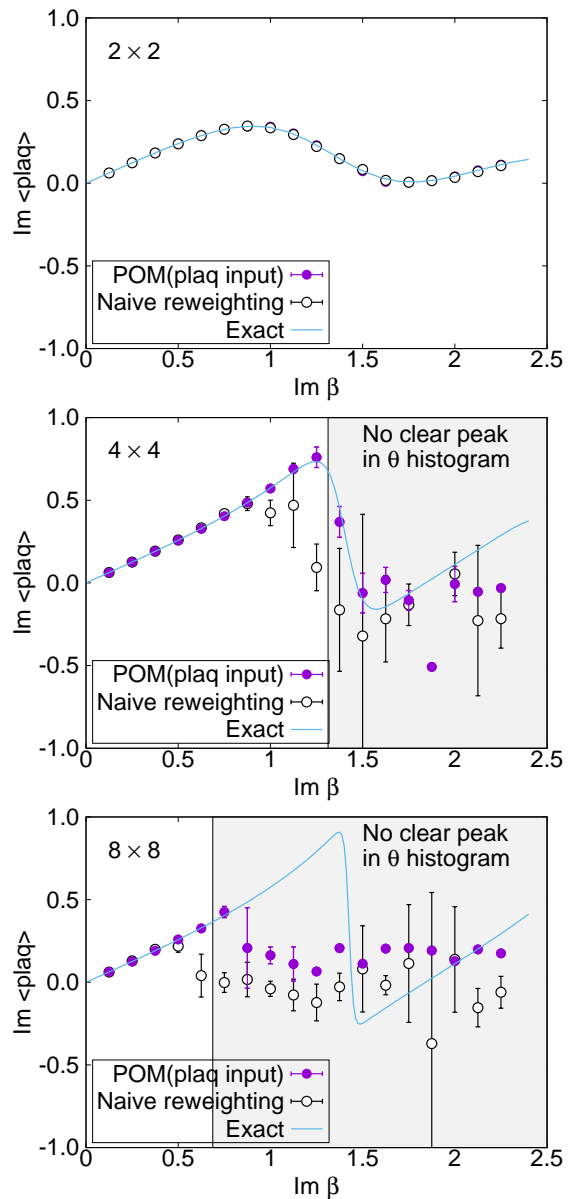 1.0
2 × 2
0.5
Im <plaq>
0.0
-0.5
POM(plaq input)
Naive reweighting
Exact
-1.0
0 0.5 1 1.5 2 2.5
Im β
1.0
4 × 4
No clear peak
in θ histogram
0.5
Im <plaq>
0.0
-0.5
POM(plaq input)
Naive reweighting
Exact
-1.0
0 0.5 1 1.5 2 2.5
Im β
1.0
8 × 8
No clear peak
in θ histogram
0.5
Im <plaq>
0.0
-0.5
POM(plaq input)
Naive reweighting
Exact
-1.0
0 0.5 1 1.5 2 2.5
Im β